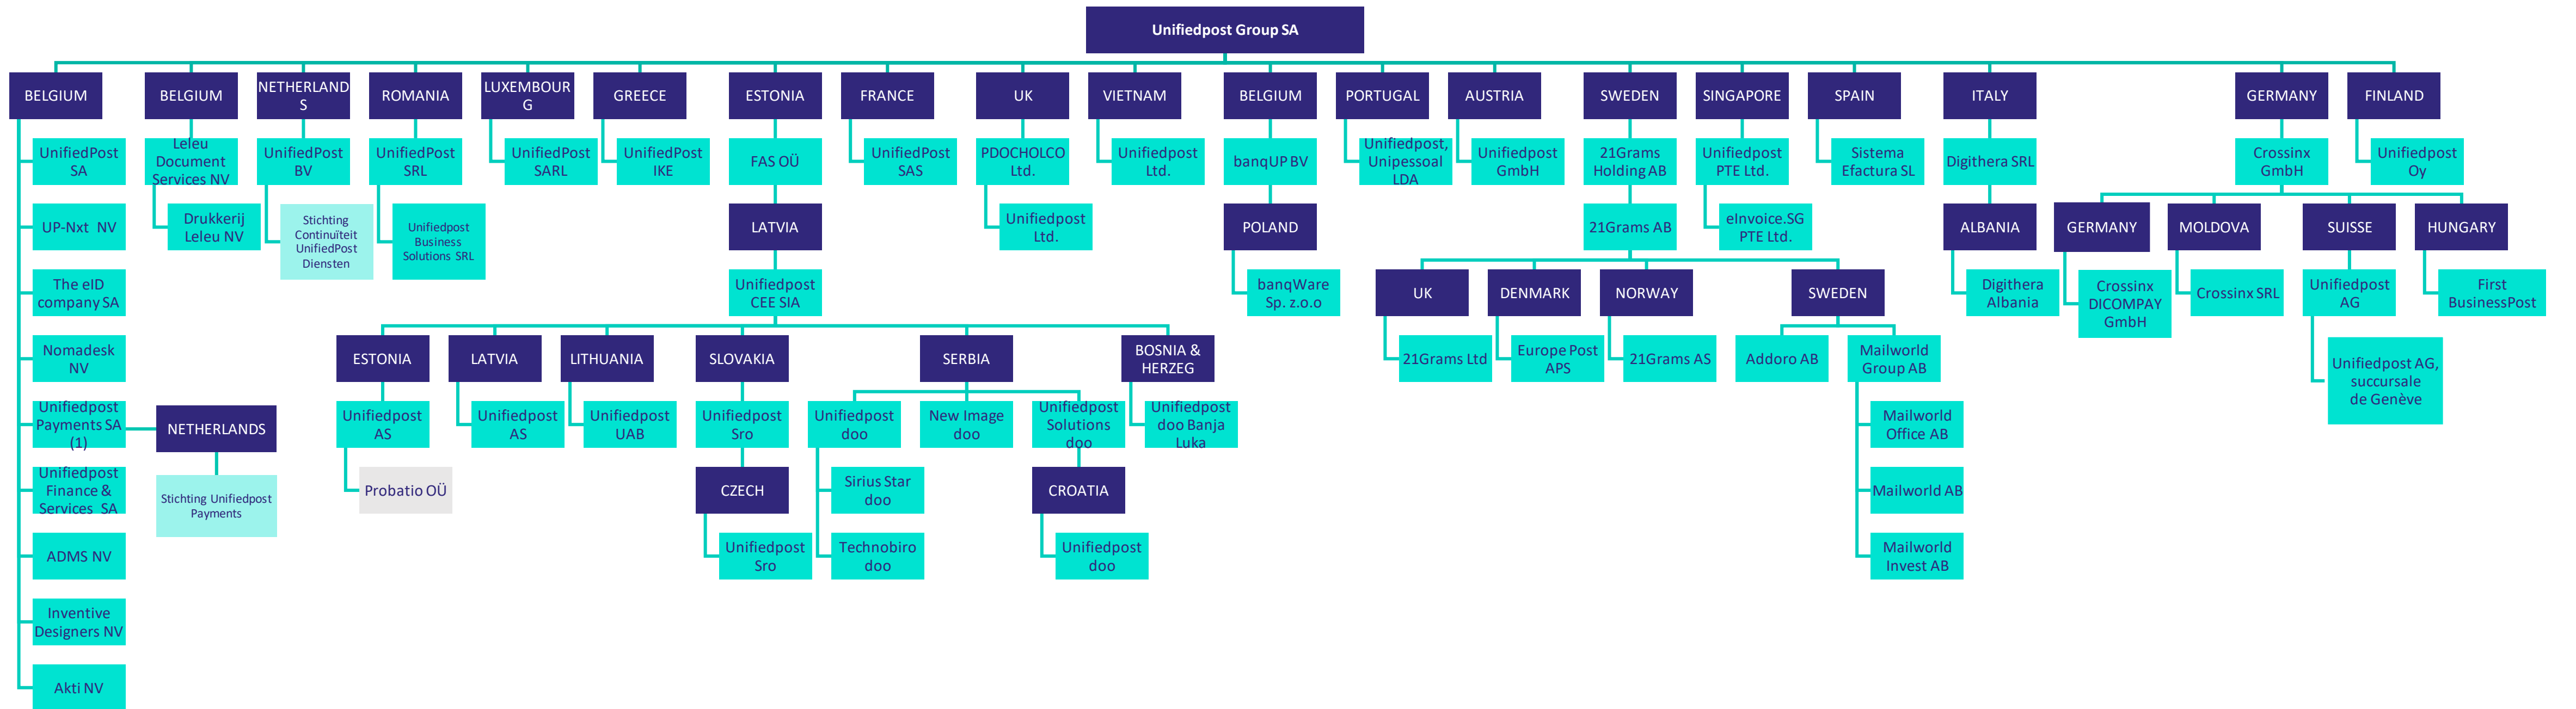 Unifiedpost Group SA
BELGIUM
BELGIUM
NETHERLAND
S
ROMANIA
LUXEMBOUR
G
GREECE
ESTONIA
FRANCE
UK
VIETNAM
BELGIUM
PORTUGAL
AUSTRIA
SWEDEN
SINGAPORE
SPAIN
ITALY
GERMANY
FINLAND
UnifiedPost
SA
Leleu
Document
Services NV
UnifiedPost
BV
UnifiedPost
SRL
UnifiedPost
SARL
UnifiedPost
IKE
FAS OÜ
UnifiedPost
SAS
PDOCHOLCO
Ltd.
Unifiedpost
Ltd.
banqUP BV
Unifiedpost,
Unipessoal
LDA
Unifiedpost
GmbH
21Grams
Holding AB
Unifiedpost
PTE Ltd.
Sistema
Efactura SL
Digithera SRL
Crossinx
GmbH
Unifiedpost
Oy
UP-Nxt NV
Drukkerij
Leleu NV
Stichting
Continuïteit
UnifiedPost
Diensten
Unifiedpost
Business
Solutions SRL
LATVIA
Unifiedpost
Ltd.
POLAND
21Grams AB
eInvoice.SG
PTE Ltd.
ALBANIA
GERMANY
MOLDOVA
SUISSE
HUNGARY
The eID
company SA
Unifiedpost
CEE SIA
banqWare
Sp. z.o.o
UK
DENMARK
NORWAY
SWEDEN
Digithera
Albania
Crossinx
DICOMPAY
GmbH
Crossinx SRL
Unifiedpost
AG
First
BusinessPost
Nomadesk
NV
ESTONIA
LATVIA
LITHUANIA
SLOVAKIA
SERBIA
BOSNIA &
HERZEG
21Grams Ltd
Europe Post
APS
21Grams AS
Addoro AB
Mailworld
Group AB
Unifiedpost AG,
succursale
de Genève
Unifiedpost
Payments SA
(1)
NETHERLANDS
Unifiedpost
AS
Unifiedpost
AS
Unifiedpost
UAB
Unifiedpost
Sro
Unifiedpost
doo
New Image
doo
Unifiedpost
Solutions
doo
Unifiedpost
doo Banja
Luka
Mailworld
Office AB
Unifiedpost
Finance &
Services SA
Stichting Unifiedpost
Payments
Probatio OÜ
CZECH
Sirius Star
doo
CROATIA
Mailworld AB
ADMS NV
Unifiedpost
Sro
Technobiro
doo
Unifiedpost
doo
Mailworld
Invest AB
Inventive
Designers NV
Akti NV